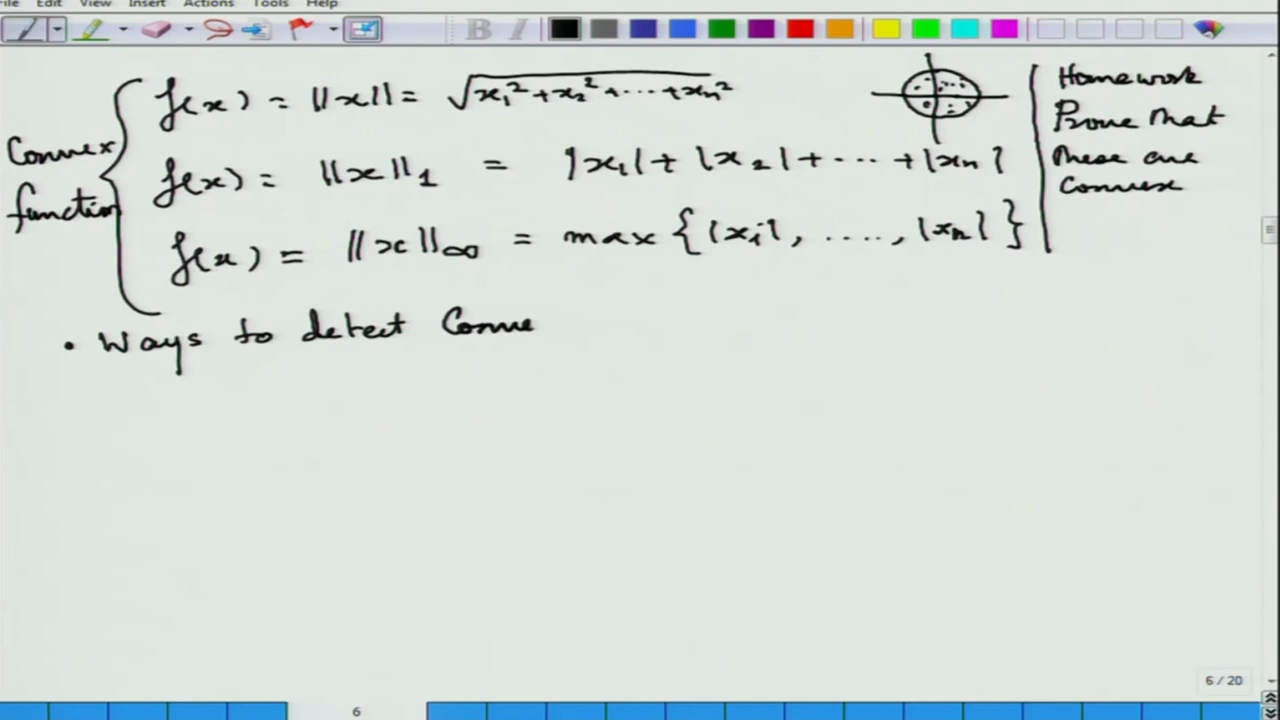 File Edit View Insert Actions Tools Help
B I
f(x) = ||x|| = √x₁² + x₂² + ... + xₙ²
Convex function
f(x) = ||x||₁ = |x₁| + |x₂| + ... + |xₙ|
f(x) = ||x||∞ = max {|x₁|, ...., |xₙ|}
Homework
Prove that
these are
convex
• Ways to detect Conve
6 / 20
6